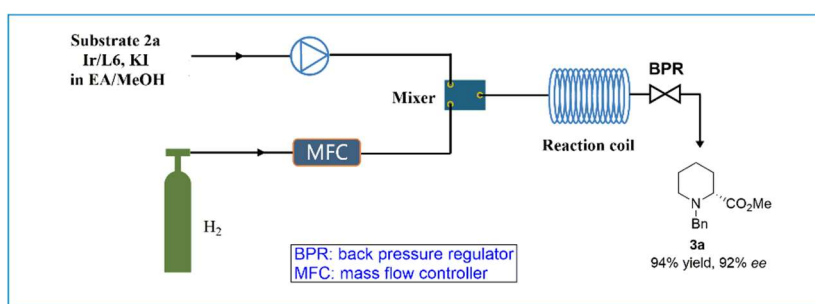 Substrate 2a
Ir/L6, KI
in EA/MeOH
Mixer
BPR
MFC
Reaction coil
H2
N
CO2Me
Bn
3a
94% yield, 92% ee
BPR: back pressure regulator
MFC: mass flow controller